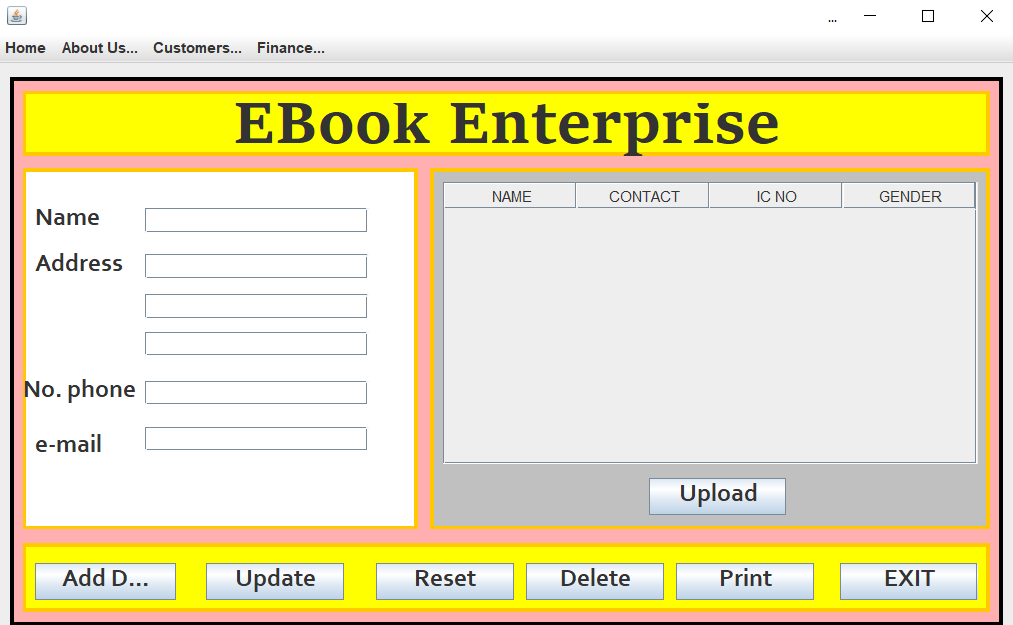 ...
Home About Us... Customers... Finance...
EBook Enterprise
Name
Address
No. phone
e-mail
NAME CONTACT IC NO GENDER
Upload
Add D... Update Reset Delete Print EXIT